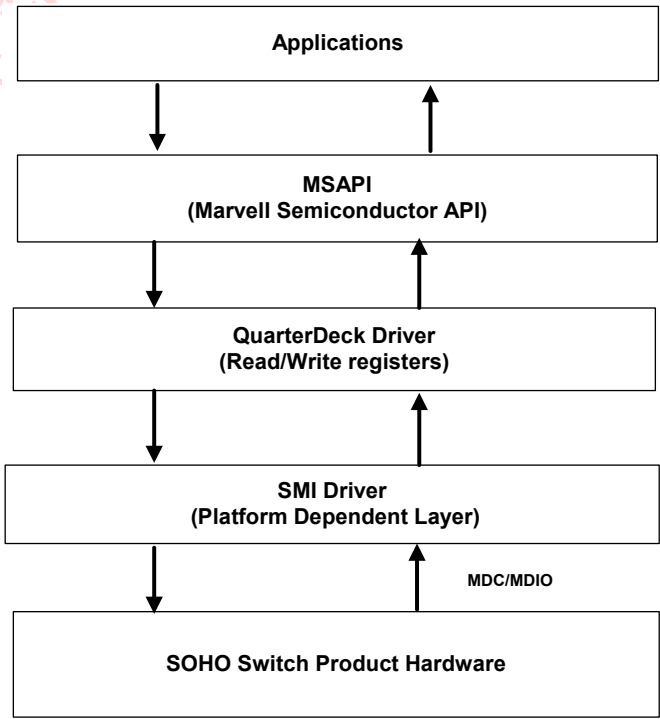 Applications
MSAPI
(Marvell Semiconductor API)
QuarterDeck Driver
(Read/Write registers)
SMI Driver
(Platform Dependent Layer)
MDC/MDIO
SOHO Switch Product Hardware